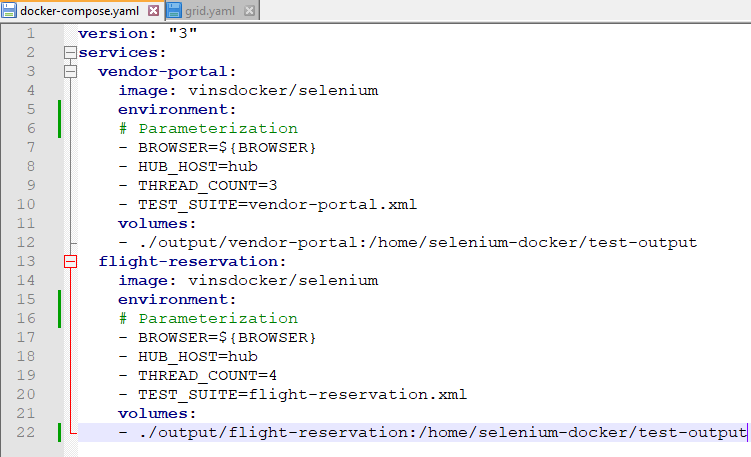 docker-compose.yaml grid.yaml
1 version: "3"
2 services:
3 vendor-portal:
4 image: vinsdocker/selenium
5 environment:
6 # Parameterization
7 - BROWSER=${BROWSER}
8 - HUB_HOST=hub
9 - THREAD_COUNT=3
10 - TEST_SUITE=vendor-portal.xml
11 volumes:
12 - ./output/vendor-portal:/home/selenium-docker/test-output
13 flight-reservation:
14 image: vinsdocker/selenium
15 environment:
16 # Parameterization
17 - BROWSER=${BROWSER}
18 - HUB_HOST=hub
19 - THREAD_COUNT=4
20 - TEST_SUITE=flight-reservation.xml
21 volumes:
22 - ./output/flight-reservation:/home/selenium-docker/test-output